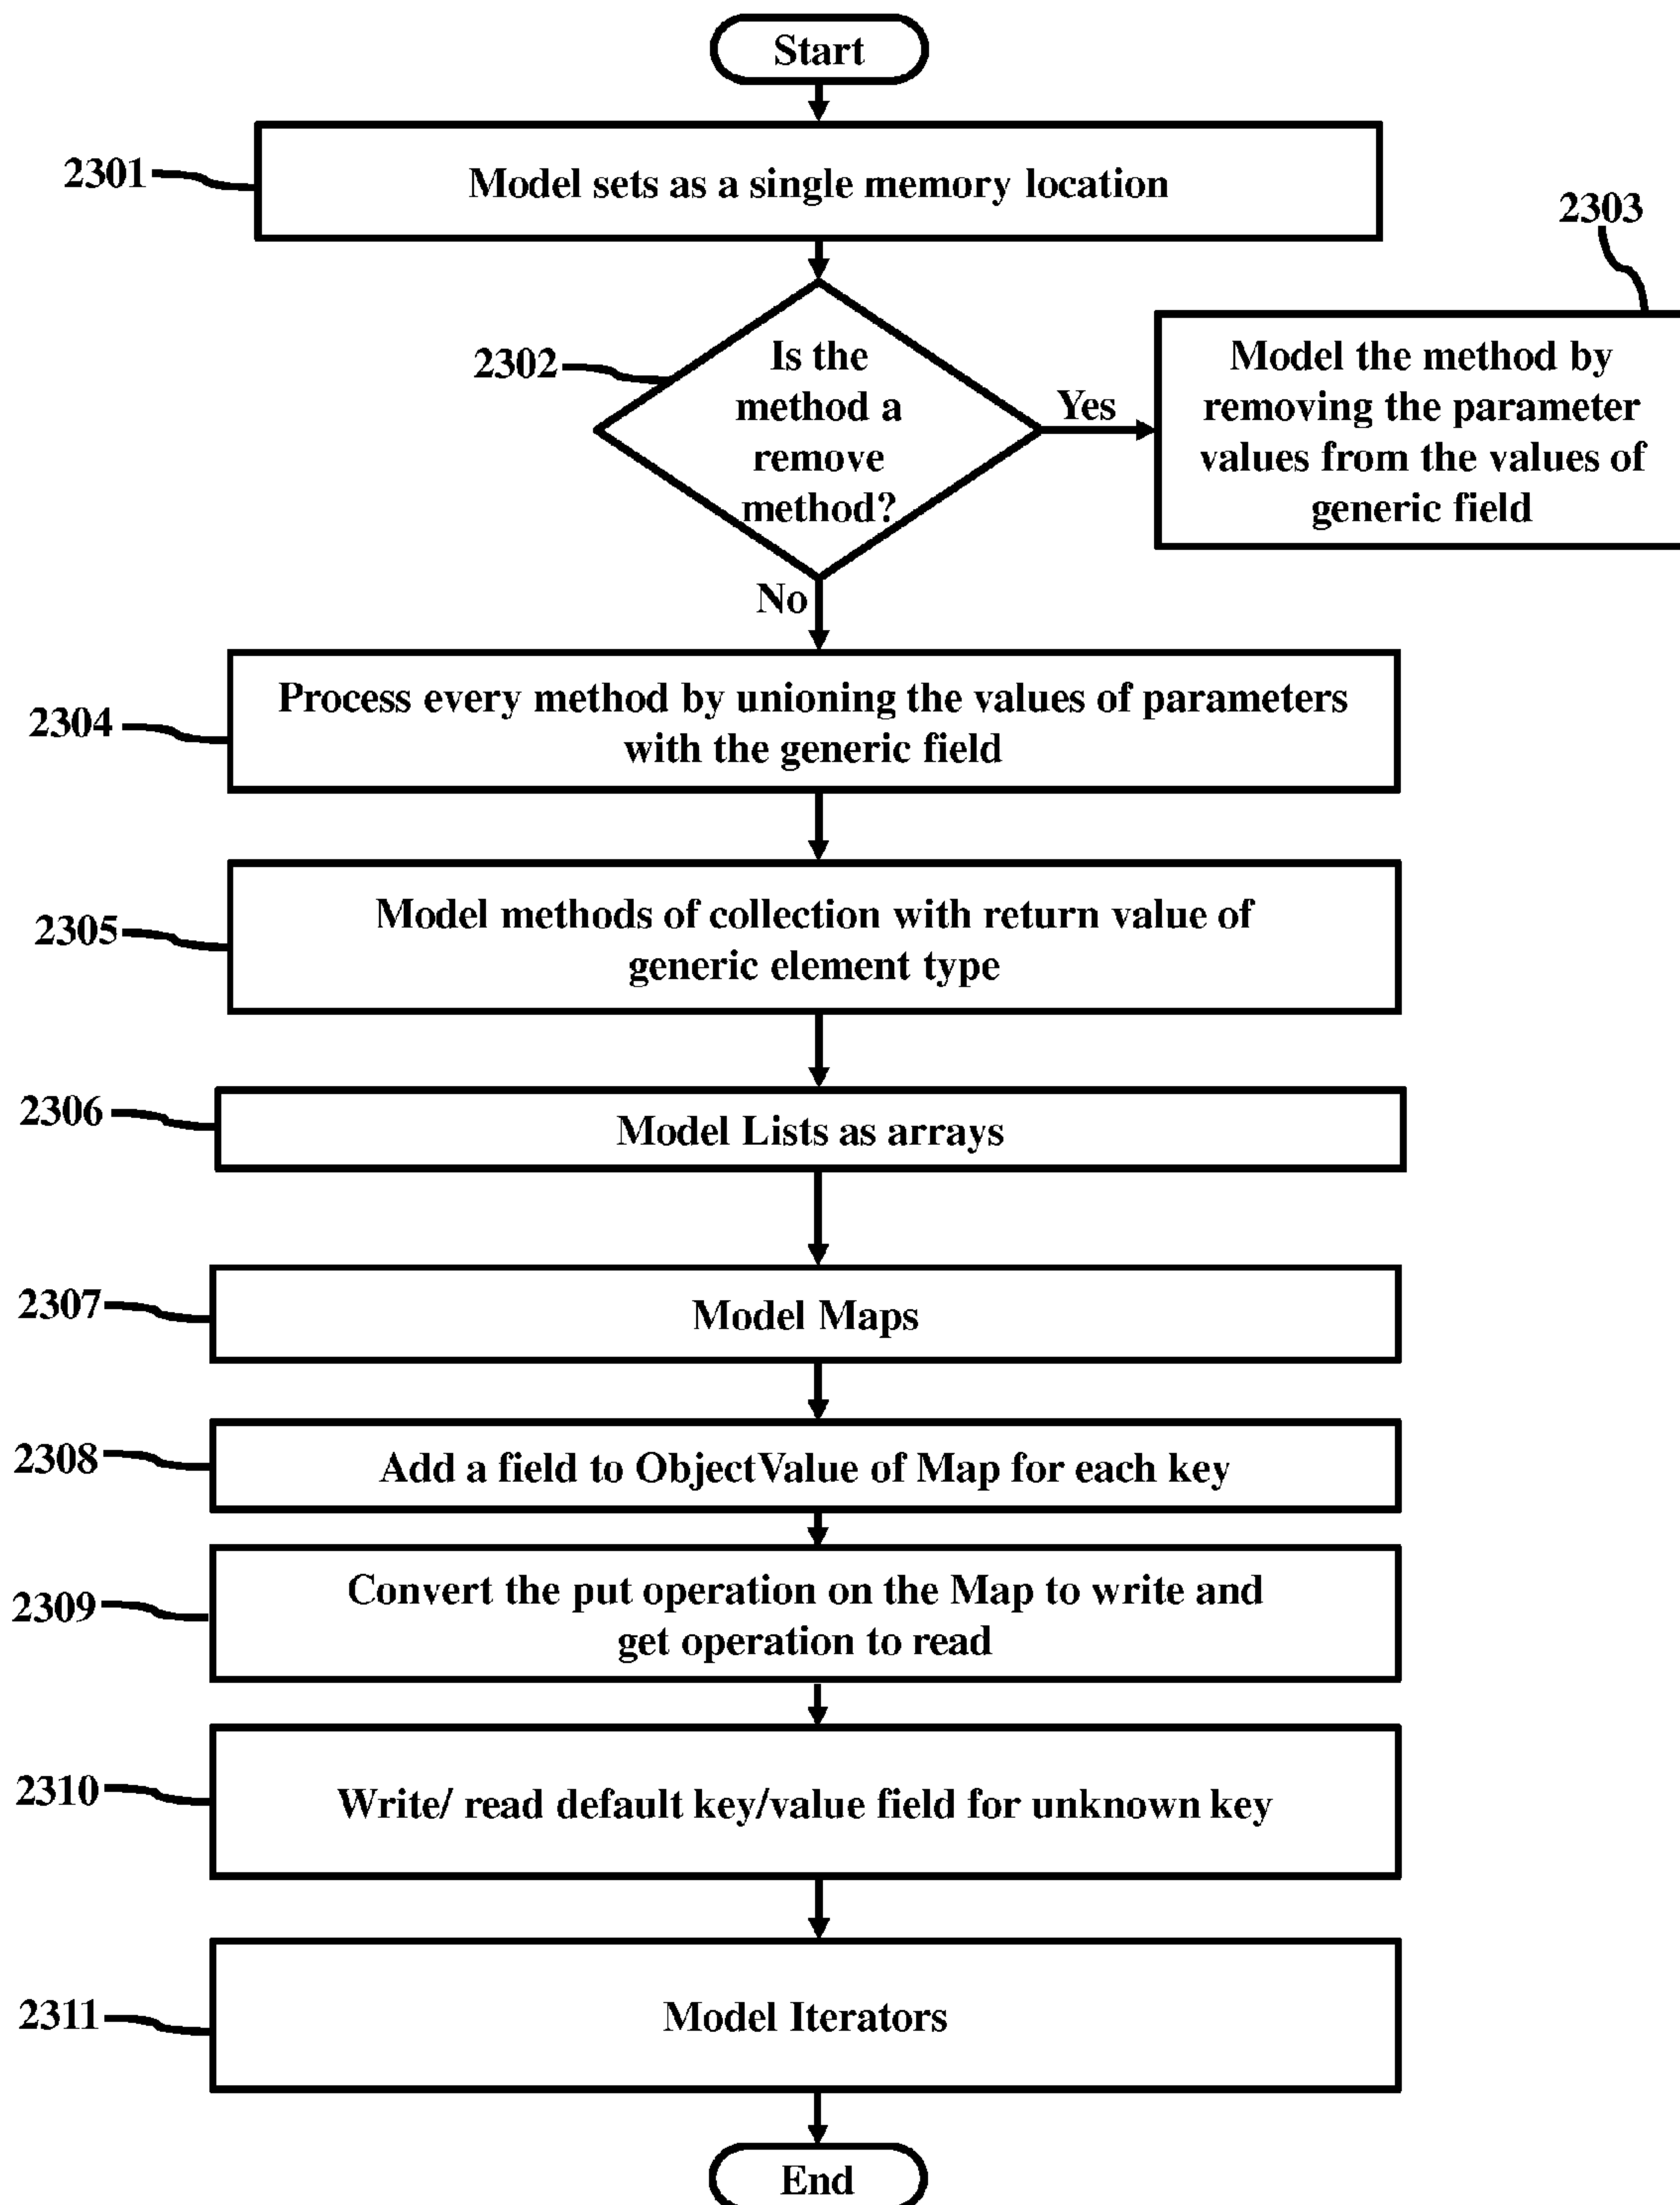 Start
2301
Model sets as a single memory location
2303
2302
Is the
method a
remove
method?
Yes
Model the method by
removing the parameter
values from the values of
generic field
No
2304
Process every method by unioning the values of parameters
with the generic field
2305
Model methods of collection with return value of
generic element type
2306
Model Lists as arrays
2307
Model Maps
2308
Add a field to ObjectValue of Map for each key
2309
Convert the put operation on the Map to write and
get operation to read
2310
Write/ read default key/value field for unknown key
2311
Model Iterators
End